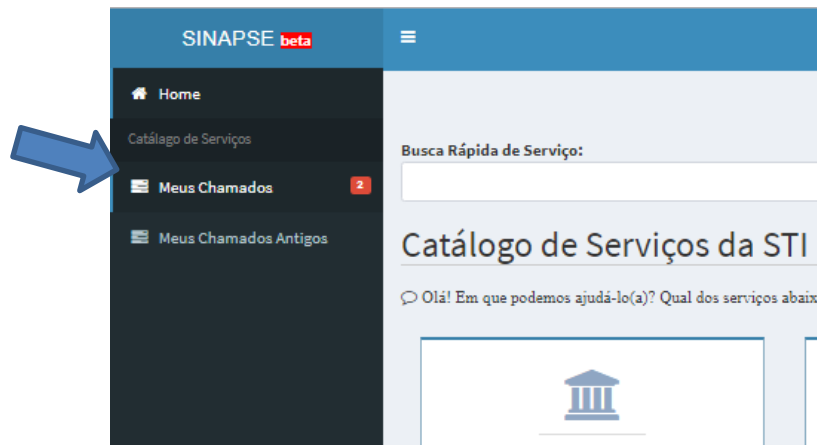 SINAPSE beta
Home
Catálago de Serviços
Meus Chamados 2
Meus Chamados Antigos
Busca Rápida de Serviço:
Catálogo de Serviços da STI
Olá! Em que podemos ajudá-lo(a)? Qual dos serviços abaix